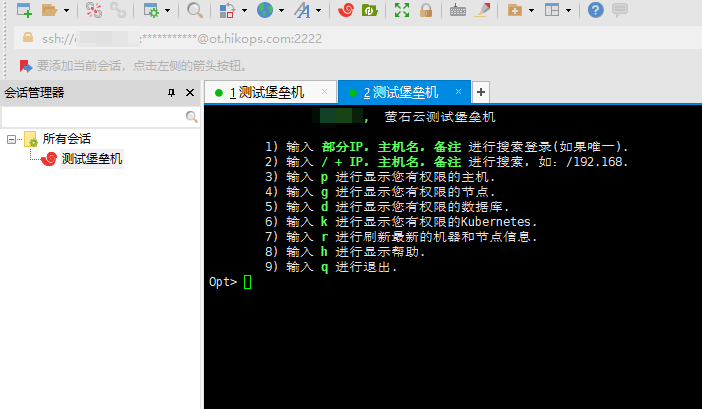 ssh://
:***********@ot.hikops.com:2222
要添加当前会话，点击左侧的箭头按钮。
会话管理器
所有会话
测试堡垒机
1 测试堡垒机
2 测试堡垒机
， 萤石云测试堡垒机
1) 输入 部分IP，主机名，备注 进行搜索登录(如果唯一).
2) 输入 / + IP，主机名，备注 进行搜索，如：/192.168.
3) 输入 p 进行显示您有权限的主机.
4) 输入 g 进行显示您有权限的节点.
5) 输入 d 进行显示您有权限的数据库.
6) 输入 k 进行显示您有权限的Kubernetes.
7) 输入 r 进行刷新最新的机器和节点信息.
8) 输入 h 进行显示帮助.
9) 输入 q 进行退出.
Opt>